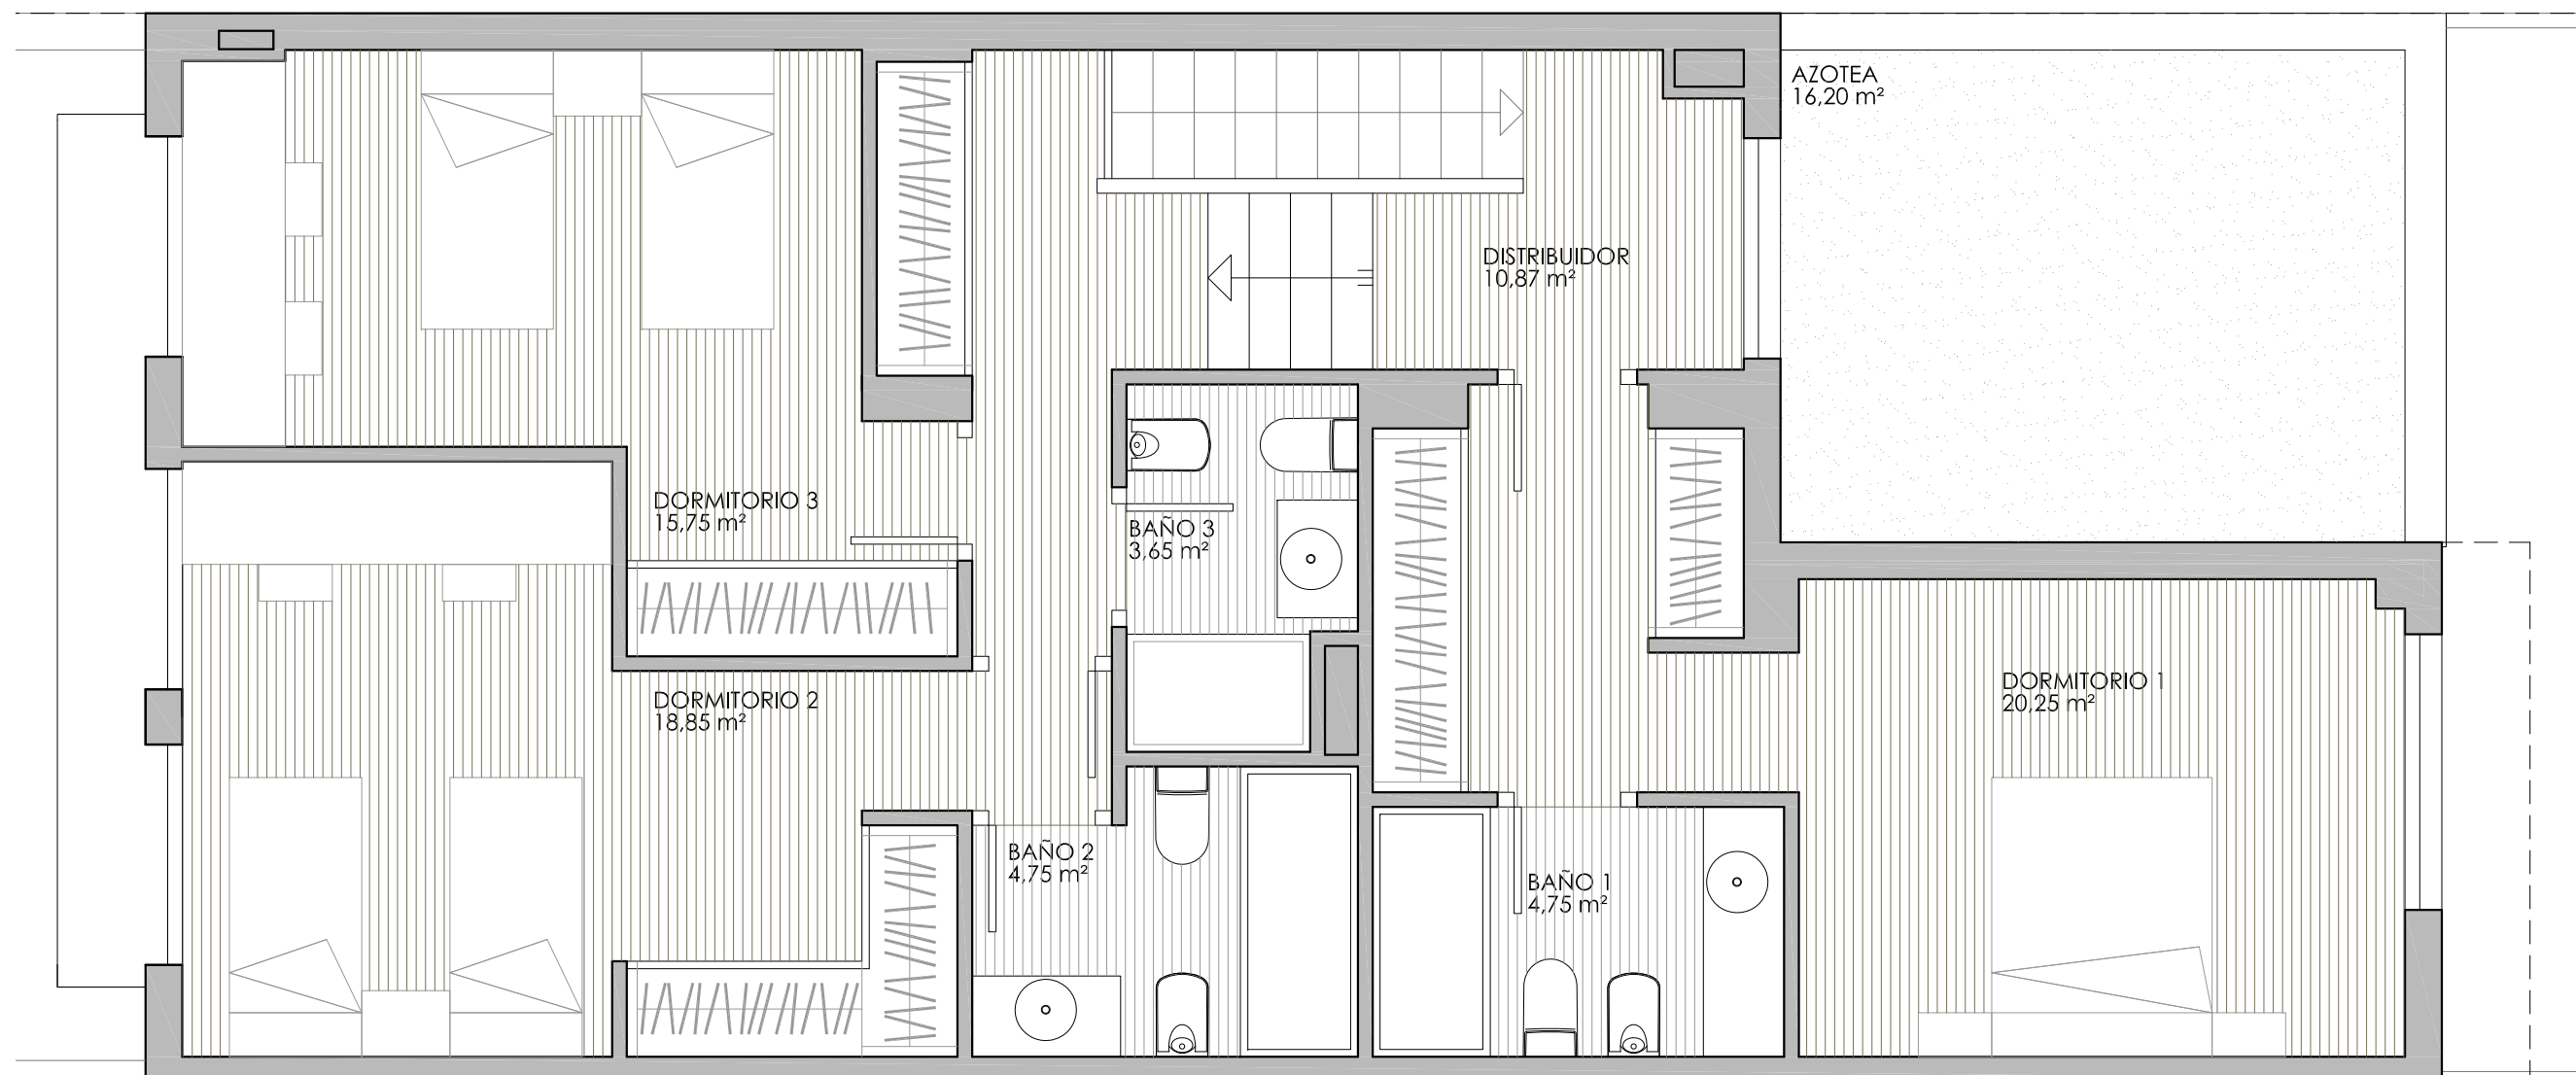 AZOTEA
16,20 m²
DISTRIBUIDOR
10,87 m²
DORMITORIO 3
15,75 m²
BAÑO 3
3,65 m²
DORMITORIO 2
18,85 m²
DORMITORIO 1
20,25 m²
BAÑO 2
4,75 m²
BAÑO 1
4,75 m²